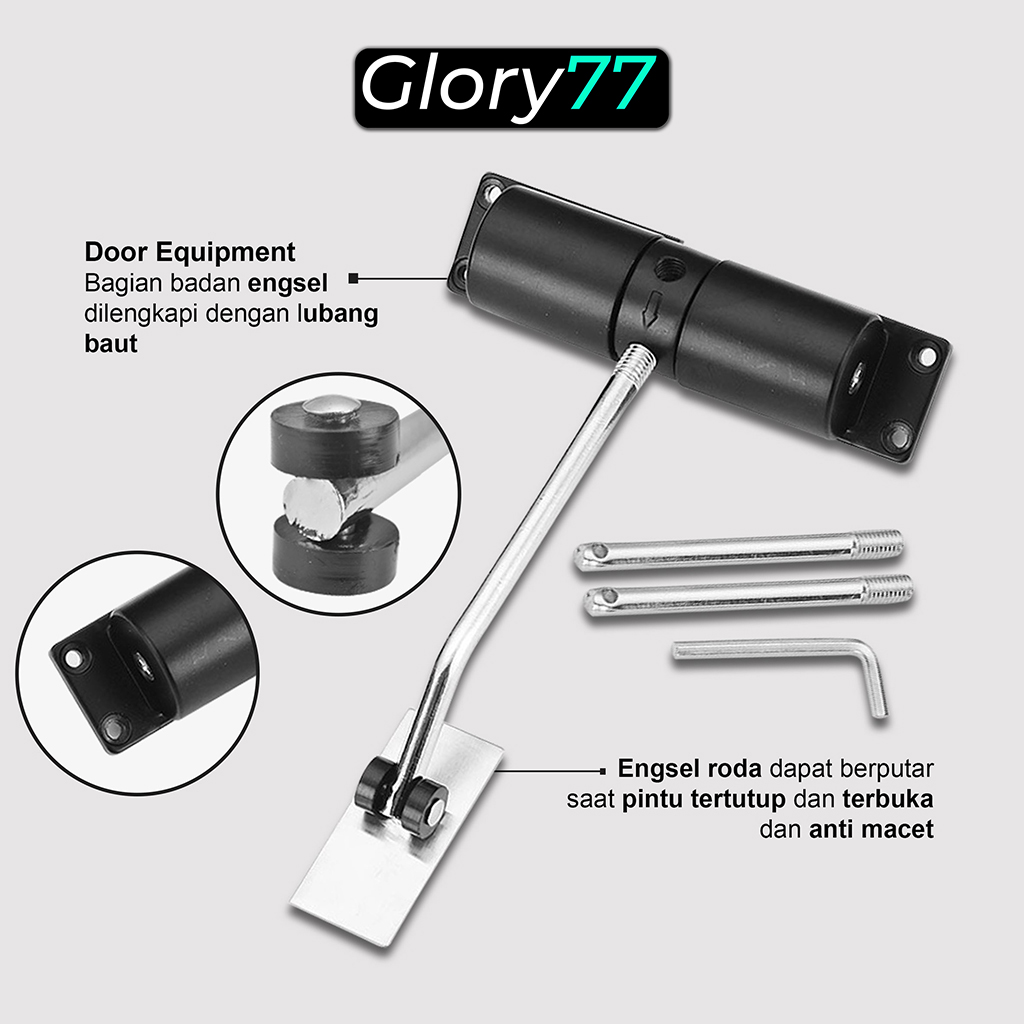 Glory77
Door Equipment
Bagian badan engsel
dilengkapi dengan lubang
baut
Engsel roda dapat berputar
saat pintu tertutup dan terbuka
dan anti macet